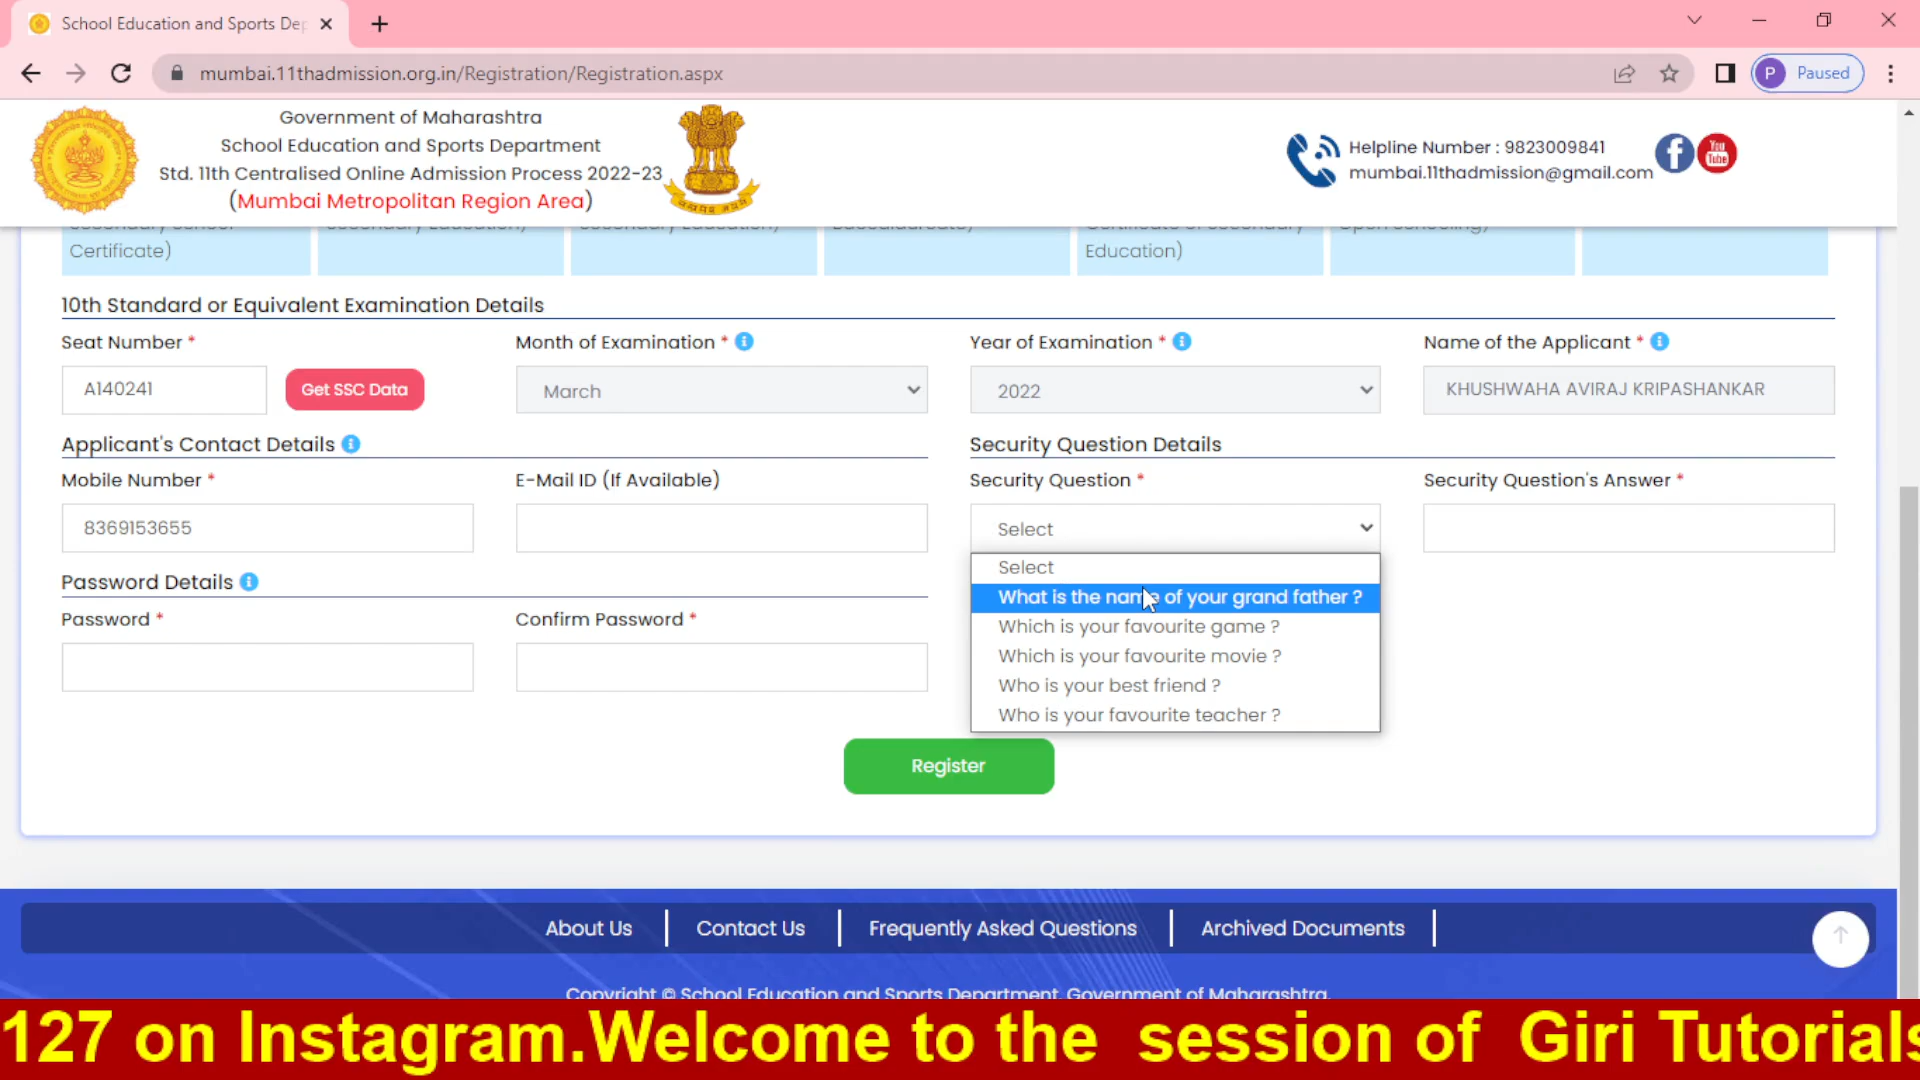 School Education and Sports Dep
mumbai.11thadmission.org.in/Registration/Registration.aspx
P Paused
Government of Maharashtra
School Education and Sports Department
Std. 11th Centralised Online Admission Process 2022-23
(Mumbai Metropolitan Region Area)
Helpline Number : 9823009841
mumbai.11thadmission@gmail.com
You Tube
Certificate)
Education)
10th Standard or Equivalent Examination Details
Seat Number * Month of Examination * Year of Examination * Name of the Applicant *
A140241 Get SSC Data March 2022 KHUSHWAHA AVIRAJ KRIPASHANKAR
Applicant's Contact Details Security Question Details
Mobile Number * E-Mail ID (If Available) Security Question * Security Question's Answer *
8369153655 Select
Select
Password Details What is the name of your grand father ?
Password * Confirm Password * Which is your favourite game ?
Which is your favourite movie ?
Who is your best friend ?
Who is your favourite teacher ?
Register
About Us Contact Us Frequently Asked Questions Archived Documents
Copyright © School Education and Sports Department, Government of Maharashtra.
127 on Instagram.Welcome to the session of Giri Tutorials